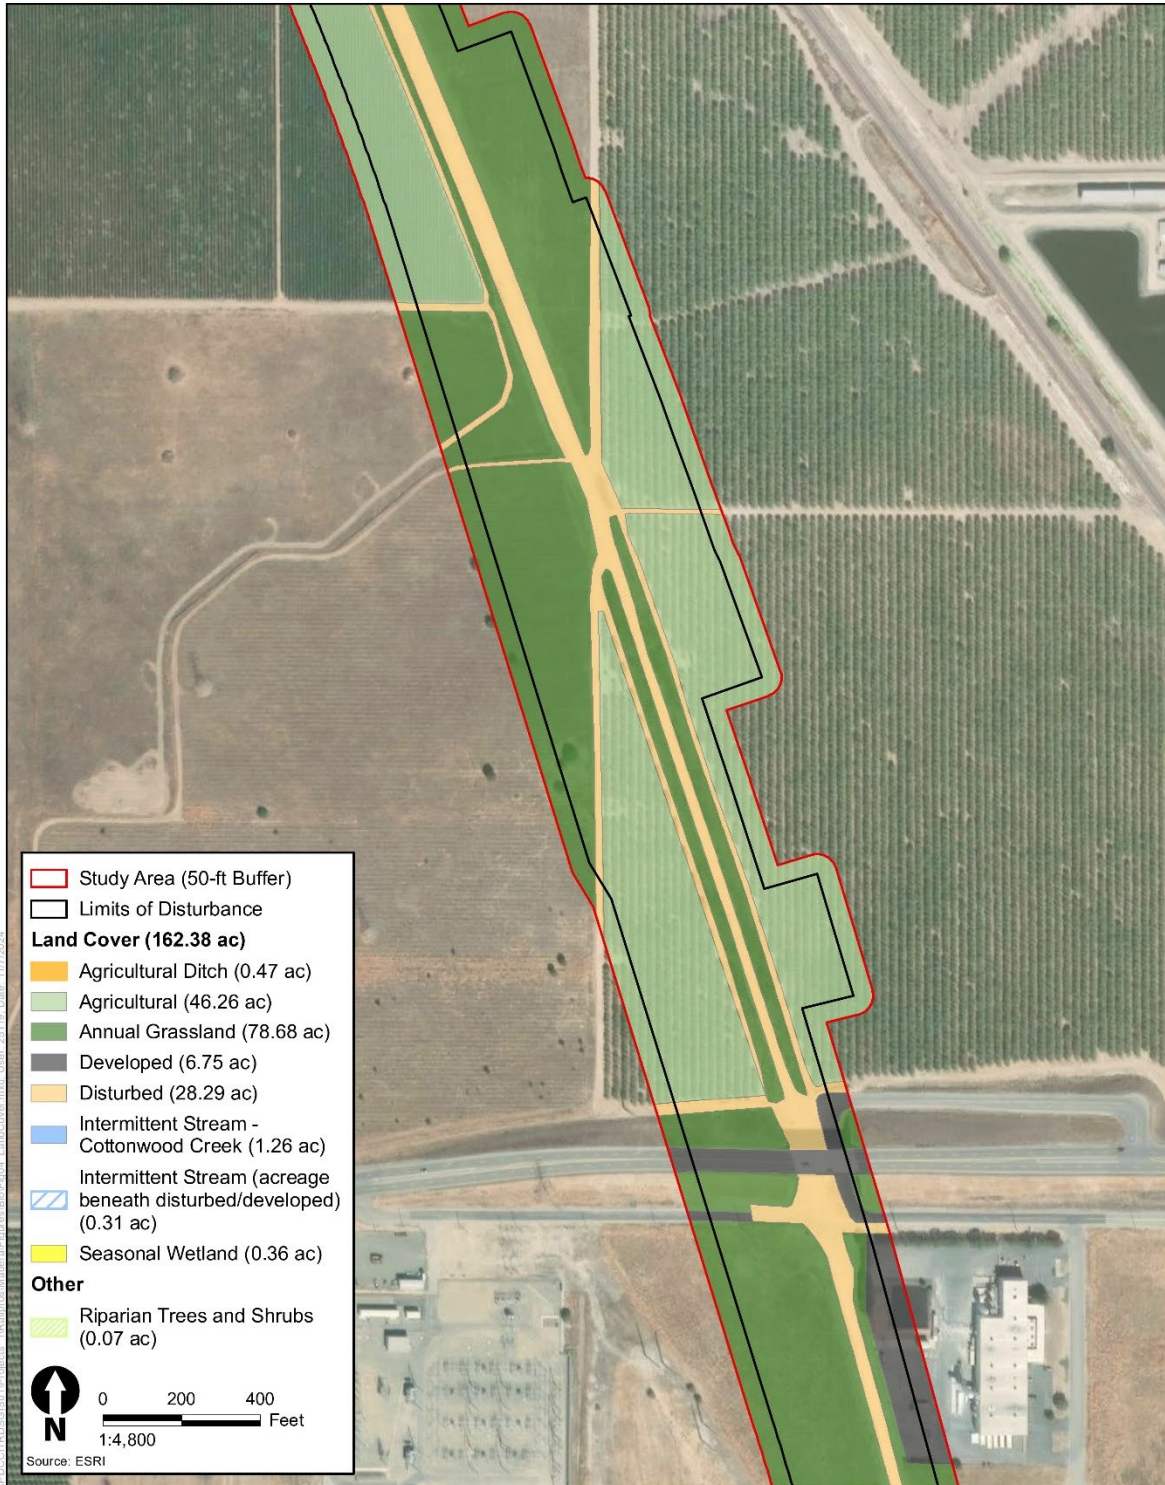 Study Area (50-ft Buffer)
Limits of Disturbance
Land Cover (162.38 ac)
Agricultural Ditch (0.47 ac)
Agricultural (46.26 ac)
Annual Grassland (78.68 ac)
Developed (6.75 ac)
Disturbed (28.29 ac)
Intermittent Stream -
Cottonwood Creek (1.26 ac)
Intermittent Stream (acreage
beneath disturbed/developed)
(0.31 ac)
Seasonal Wetland (0.36 ac)
Other
Riparian Trees and Shrubs
(0.07 ac)
N
0 200 400
Feet
1:4,800
Source: ESRI